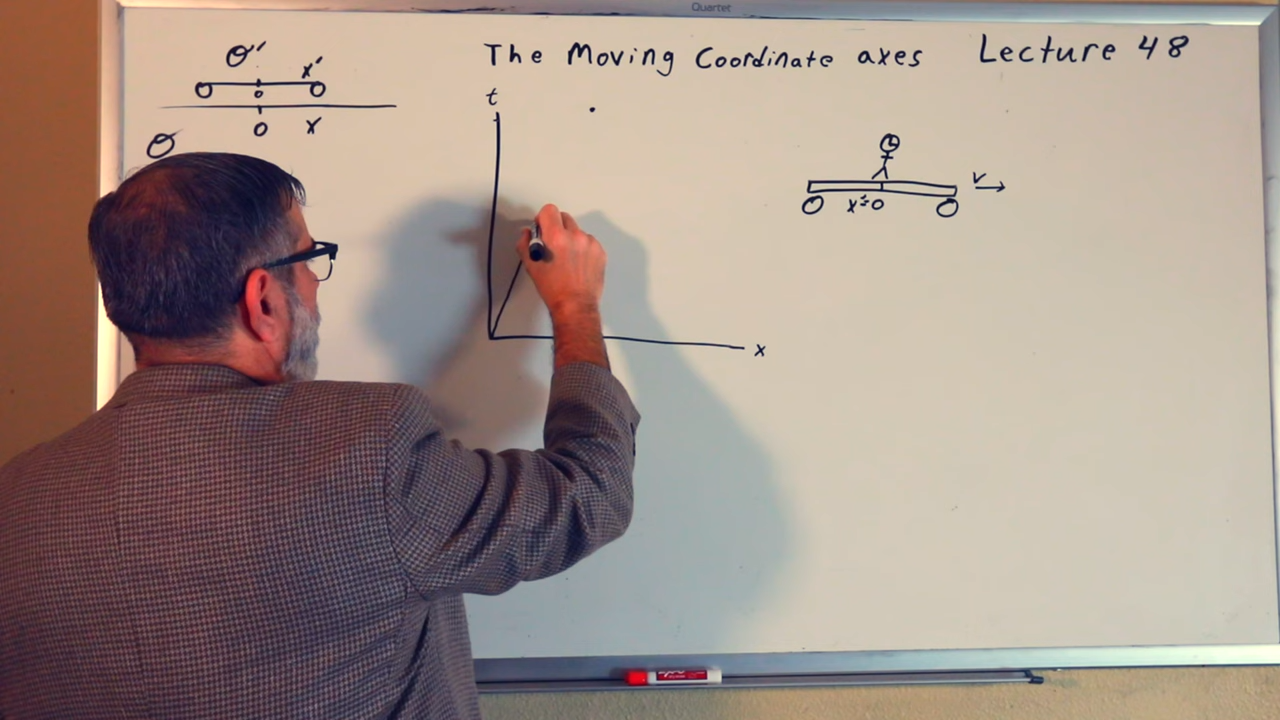 Quartet
The Moving Coordinate axes Lecture 48
O' x'
o
O x
O
t
x
v
x'=0